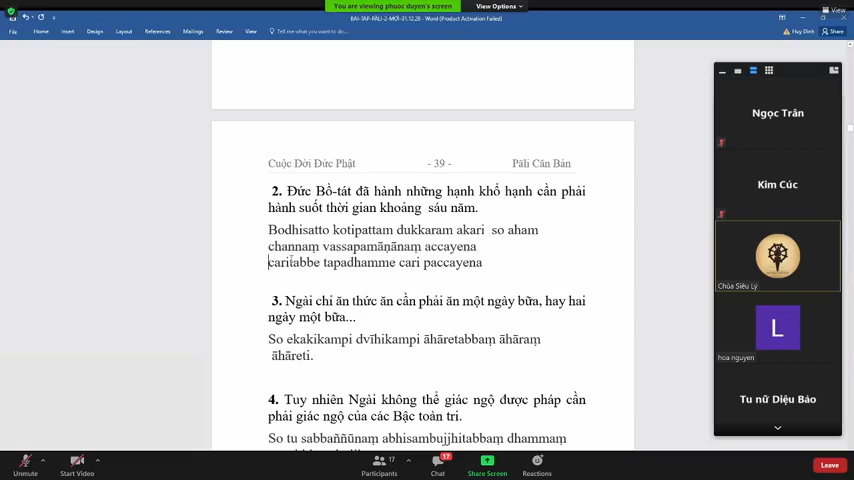 You are viewing phuoc duyen's screen
View Options
View
BAI-TAP-PĀLI-2-MOI-31.12.20 - Word (Product Activation Failed)
File Home Insert Design Layout References Mailings Review View Tell me what you want to do...
Huy Dinh Share
Cuộc Đời Đức Phật - 39 - Pāli Căn Bản
2. Đức Bồ-tát đã hành những hạnh khổ hạnh cần phải
hành suốt thời gian khoảng sáu năm.
Bodhisatto kotipattam dukkaram akari so aham
channaṃ vassapamāṇānaṃ accayena
caritabbe tapadhamme cari paccayena
3. Ngài chỉ ăn thức ăn cần phải ăn một ngày bữa, hay hai
ngày một bữa...
So ekakikampi dvīhikampi āhāretabbaṃ āhāraṃ
āhāreti.
4. Tuy nhiên Ngài không thể giác ngộ được pháp cần
phải giác ngộ của các Bậc toàn tri.
So tu sabbaññūnaṃ abhisambujjhitabbaṃ dhammaṃ
Ngọc Trân
Kim Cúc
Chùa Siêu Lý
L
hoa nguyen
Tu nữ Diệu Bảo
17
17
Unmute Start Video Participants Chat Share Screen Reactions Leave